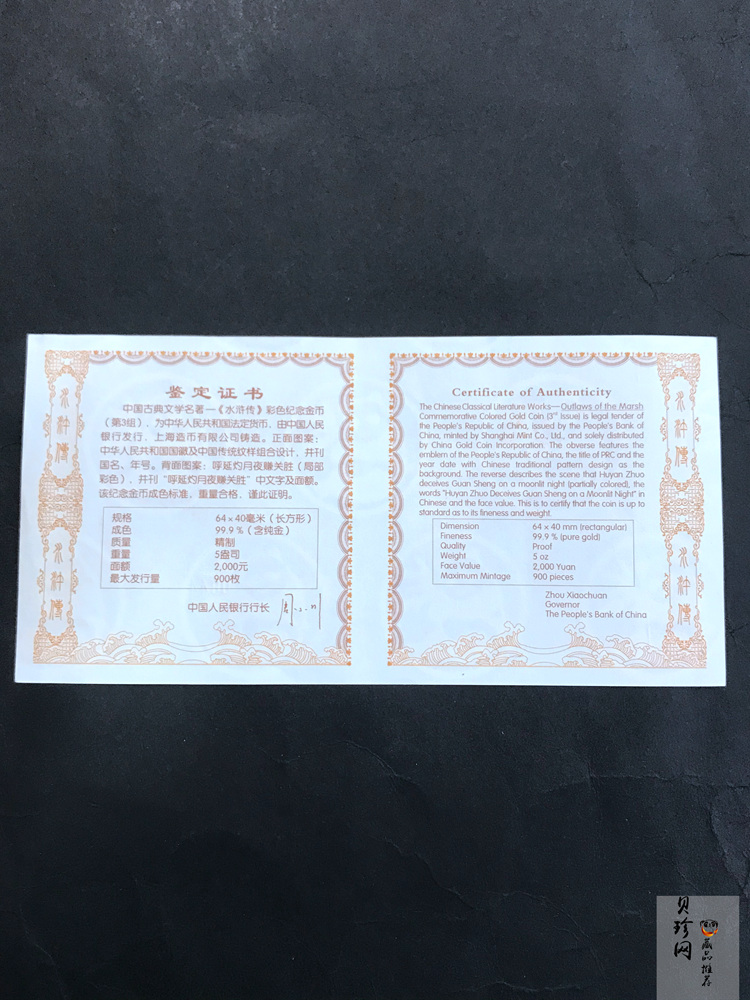 鉴定证书
中国古典文学名著—《水浒传》彩色纪念金币
(第3组)，为中华人民共和国法定货币，由中国人民
银行发行，上海造币有限公司铸造。正面图案：
中华人民共和国国徽及中国传统纹样组合设计，并刊
国名、年号。背面图案：呼延灼月夜赚关胜（局部
彩色），并刊“呼延灼月夜赚关胜”中文字及面额。
该纪念金币成色标准，重量合格，谨此证明。
规格 64×40毫米（长方形）
成色 99.9％（含纯金）
质量 精制
重量 5盎司
面额 2,000元
最大发行量 900枚
中国人民银行行长 周小川
水浒传
水浒传
Certificate of Authenticity
The Chinese Classical Literature Works—Outlaws of the Marsh
Commemorative Colored Gold Coin (3rd Issue) is legal tender of
the People's Republic of China, issued by the People's Bank of
China, minted by Shanghai Mint Co., Ltd., and solely distributed
by China Gold Coin Incorporation. The obverse features the
emblem of the People's Republic of China, the title of PRC and the
year date with Chinese traditional pattern design as the
background. The reverse describes the scene that Huyan Zhuo
deceives Guan Sheng on a moonlit night (partially colored), the
words "Huyan Zhuo Deceives Guan Sheng on a Moonlit Night" in
Chinese and the face value. This is to certify that the coin is up to
standard as to its fineness and weight.
Dimension 64 x 40 mm (rectangular)
Fineness 99.9 % (pure gold)
Quality Proof
Weight 5 oz
Face Value 2,000 Yuan
Maximum Mintage 900 pieces
Zhou Xiaochuan
Governor
The People's Bank of China
水浒传
水浒传
贝珍网
藏品推荐